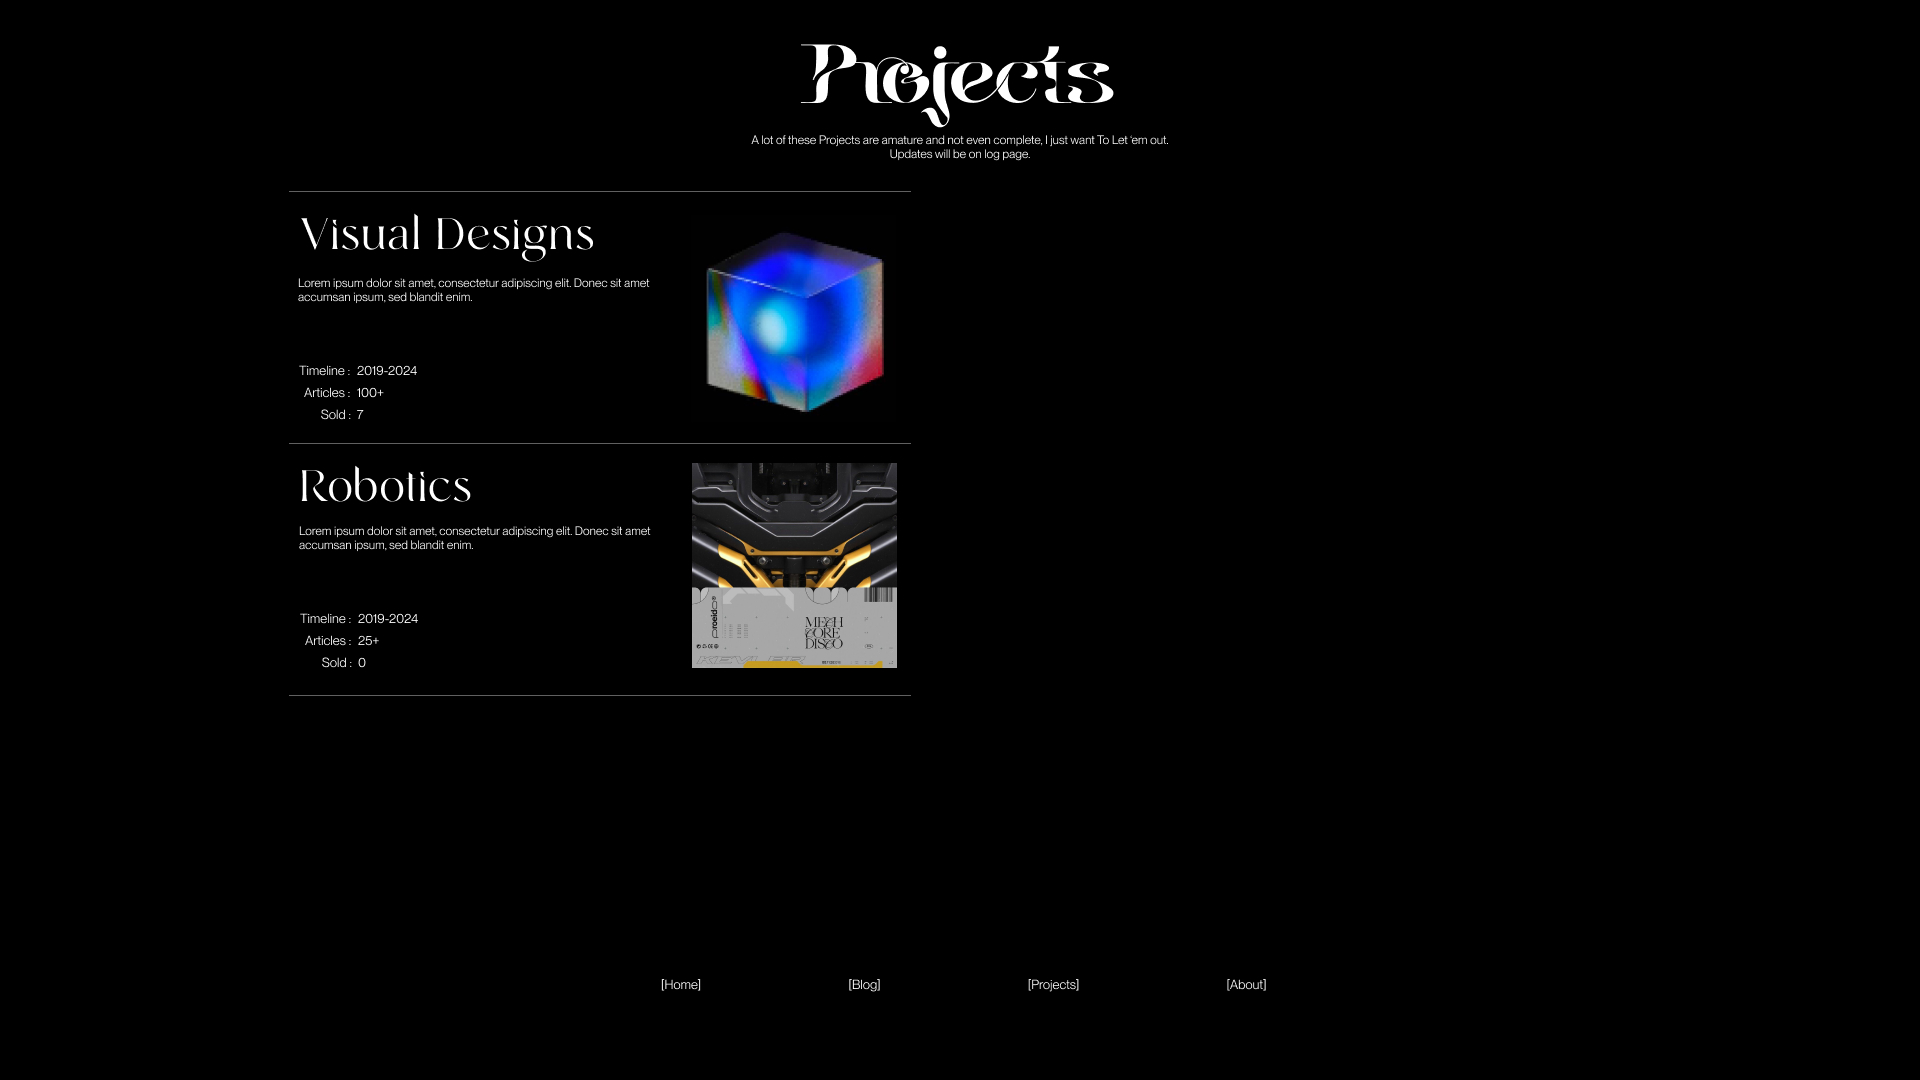 Projects
A lot of these Projects are amature and not even complete, I just want To Let 'em out.
Updates will be on log page.
Visual Designs
Lorem ipsum dolor sit amet, consectetur adipiscing elit. Donec sit amet
accumsan ipsum, sed blandit enim.
Timeline : 2019-2024
Articles : 100+
Sold : 7
Robotics
Lorem ipsum dolor sit amet, consectetur adipiscing elit. Donec sit amet
accumsan ipsum, sed blandit enim.
Timeline : 2019-2024
Articles : 25+
Sold : 0
MECH
CORE
DISCO
[Home] [Blog] [Projects] [About]